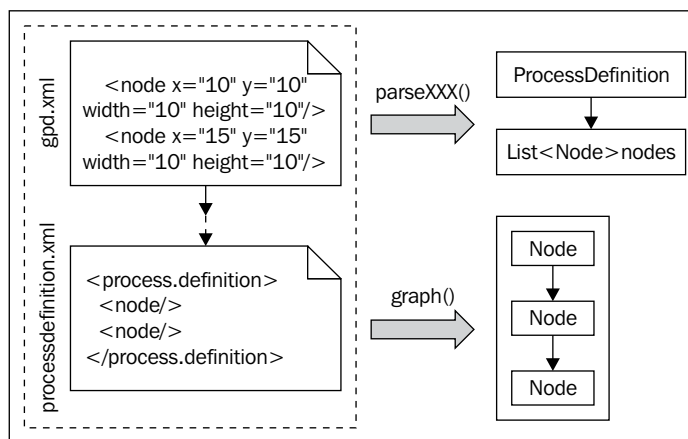 gpd.xml
<node x="10" y="10"
width="10" height="10"/>
<node x="15" y="15"
width="10" height="10"/>
parseXXX()
ProcessDefinition
List<Node>nodes
processdefinition.xml
<process.definition>
<node/>
<node/>
</process.definition>
graph()
Node
Node
Node